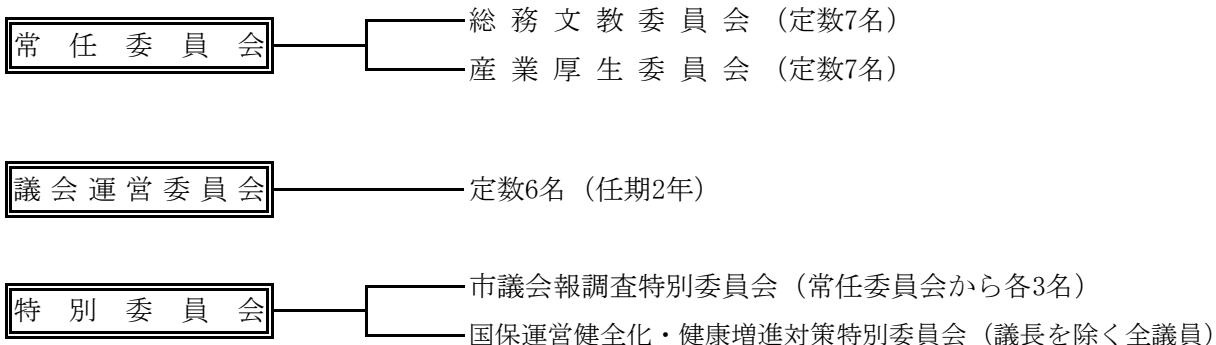 総務文教委員会（定数7名）
常任委員会
産業厚生委員会（定数7名）
議会運営委員会 定数6名（任期2年）
市議会報調査特別委員会（常任委員会から各3名）
特別委員会
国保運営健全化・健康増進対策特別委員会（議長を除く全議員）